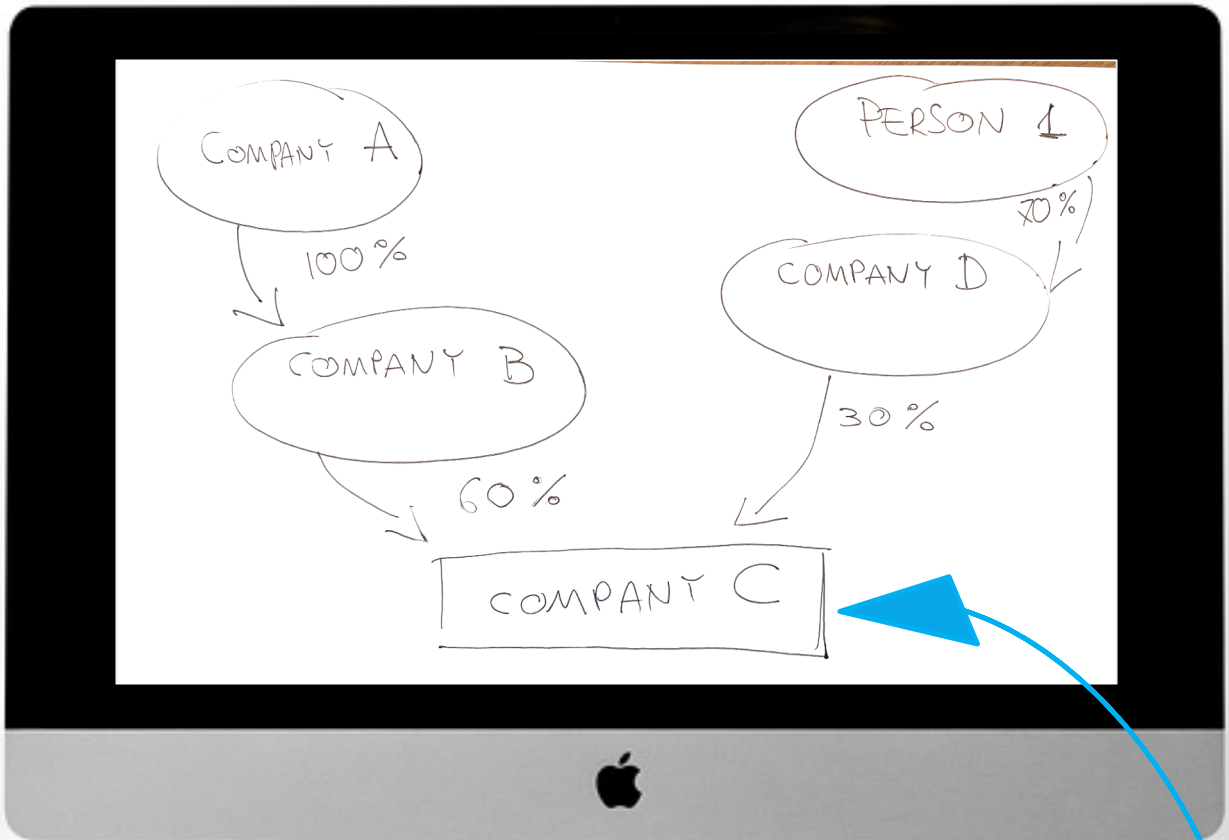 COMPANY A
PERSON 1
70%
100%
COMPANY D
COMPANY B
30%
60%
COMPANY C